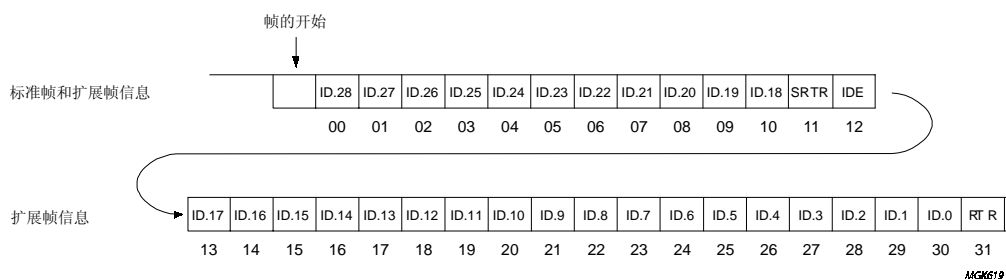 帧的开始
标准帧和扩展帧信息
ID.28 ID.27 ID.26 ID.25 ID.24 ID.23 ID.22 ID.21 ID.20 ID.19 ID.18 SRTR IDE
00 01 02 03 04 05 06 07 08 09 10 11 12
扩展帧信息
ID.17 ID.16 ID.15 ID.14 ID.13 ID.12 ID.11 ID.10 ID.9 ID.8 ID.7 ID.6 ID.5 ID.4 ID.3 ID.2 ID.1 ID.0 RTR
13 14 15 16 17 18 19 20 21 22 23 24 25 26 27 28 29 30 31
MGK619